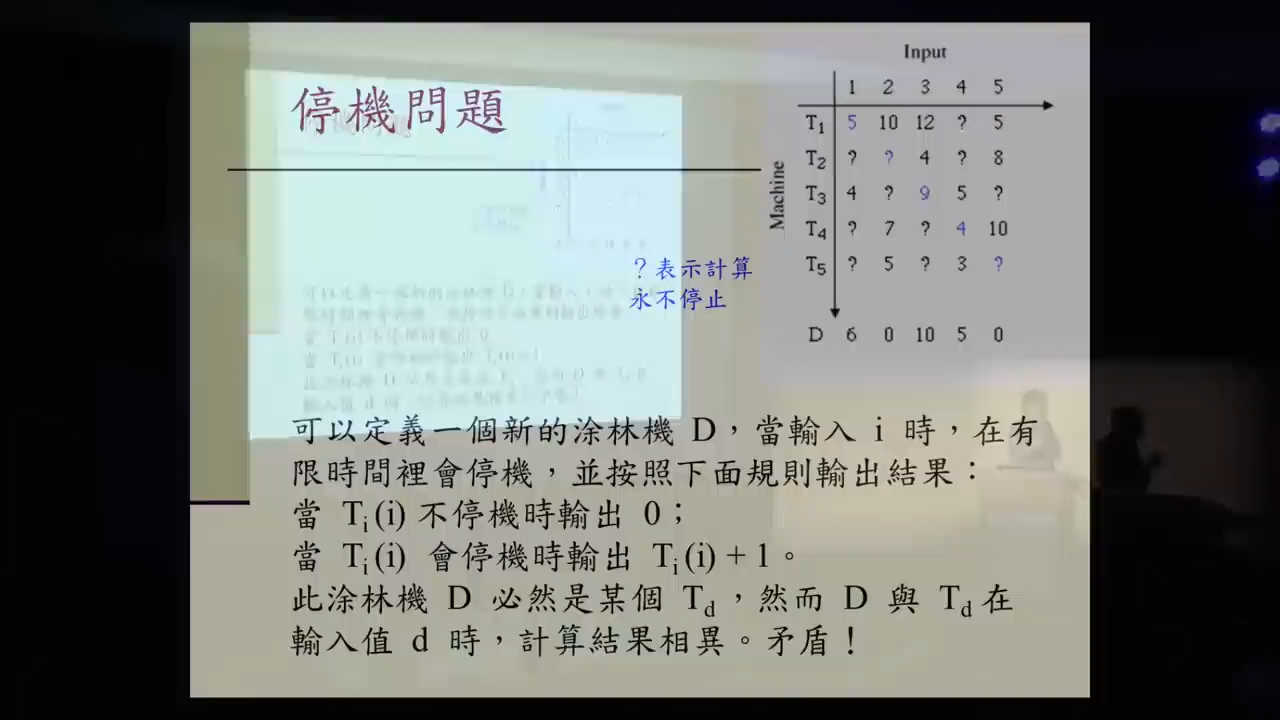 停機問題
Input
1 2 3 4 5
Machine
T1 5 10 12 ? 5
T2 ? ? 4 ? 8
T3 4 ? 9 5 ?
T4 ? 7 ? 4 10
T5 ? 5 ? 3 ?
D 6 0 10 5 0
？表示計算
永不停止
可以定義一個新的涂林機 D，當輸入 i 時，在有
限時間裡會停機，並按照下面規則輸出結果：
當 Ti(i) 不停機時輸出 0；
當 Ti(i) 會停機時輸出 Ti(i) + 1。
此涂林機 D 必然是某個 Td，然而 D 與 Td 在
輸入值 d 時，計算結果相異。矛盾！